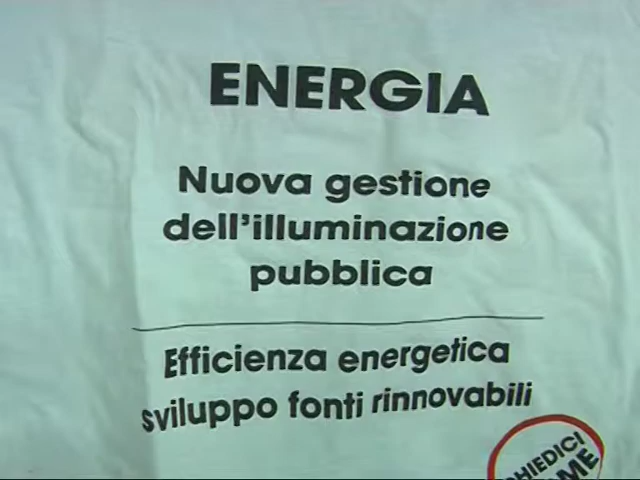 ENERGIA
Nuova gestione
dell'illuminazione
pubblica
Efficienza energetica
sviluppo fonti rinnovabili